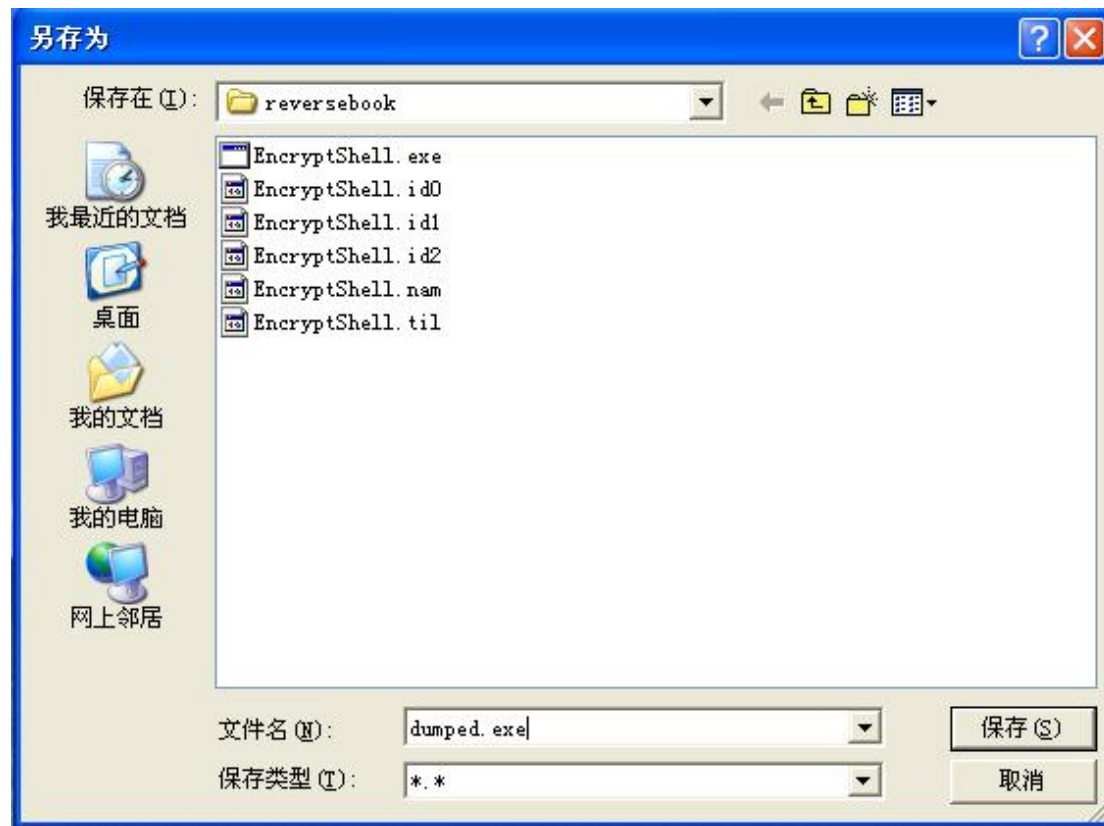 另存为
保存在(I):
reversebook
EncryptShell.exe
EncryptShell.id0
EncryptShell.id1
EncryptShell.id2
EncryptShell.nam
EncryptShell.til
我最近的文档
桌面
我的文档
我的电脑
网上邻居
文件名(N):
dumped.exe
保存(S)
保存类型(T):
*.*
取消